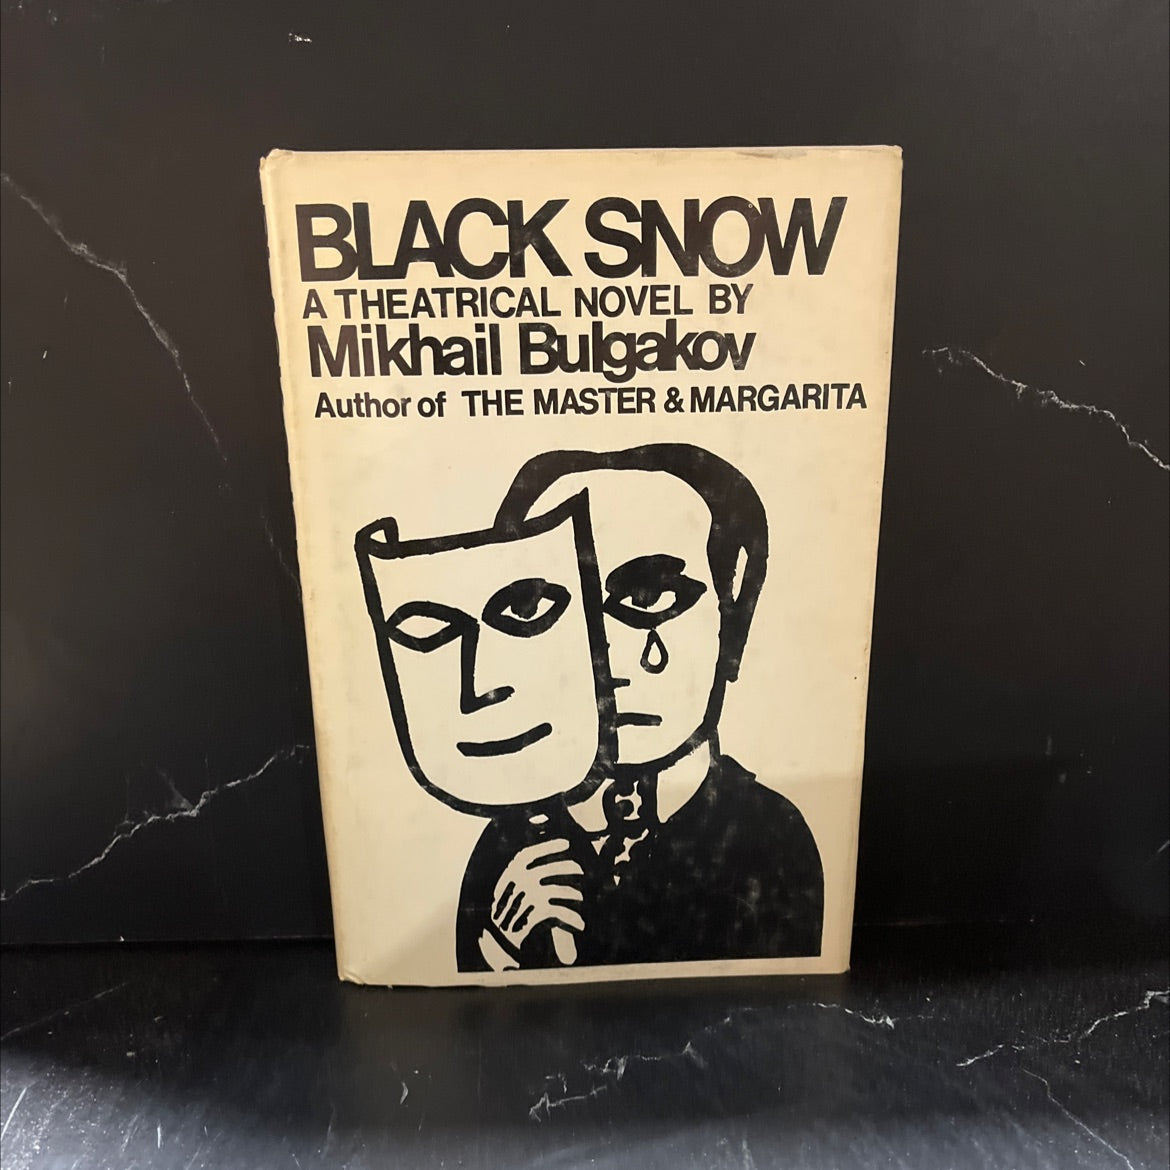 BLACK SNOW
A THEATRICAL NOVEL BY
Mikhail Bulgakov
Author of THE MASTER & MARGARITA